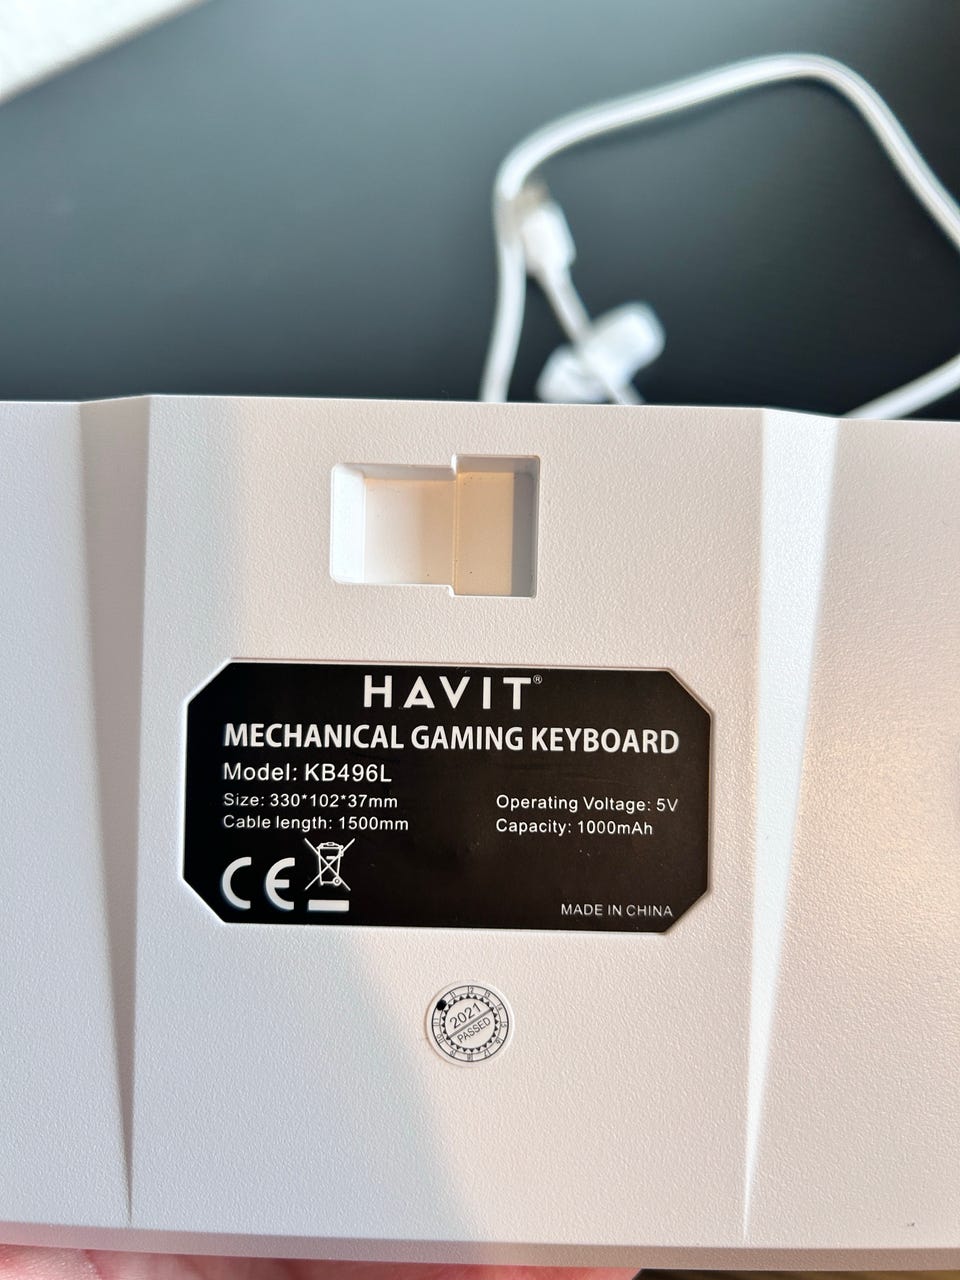 HAVIT®
MECHANICAL GAMING KEYBOARD
Model: KB496L
Size: 330*102*37mm
Operating Voltage: 5V
Cable length: 1500mm
Capacity: 1000mAh
CE
MADE IN CHINA
2021
PASSED